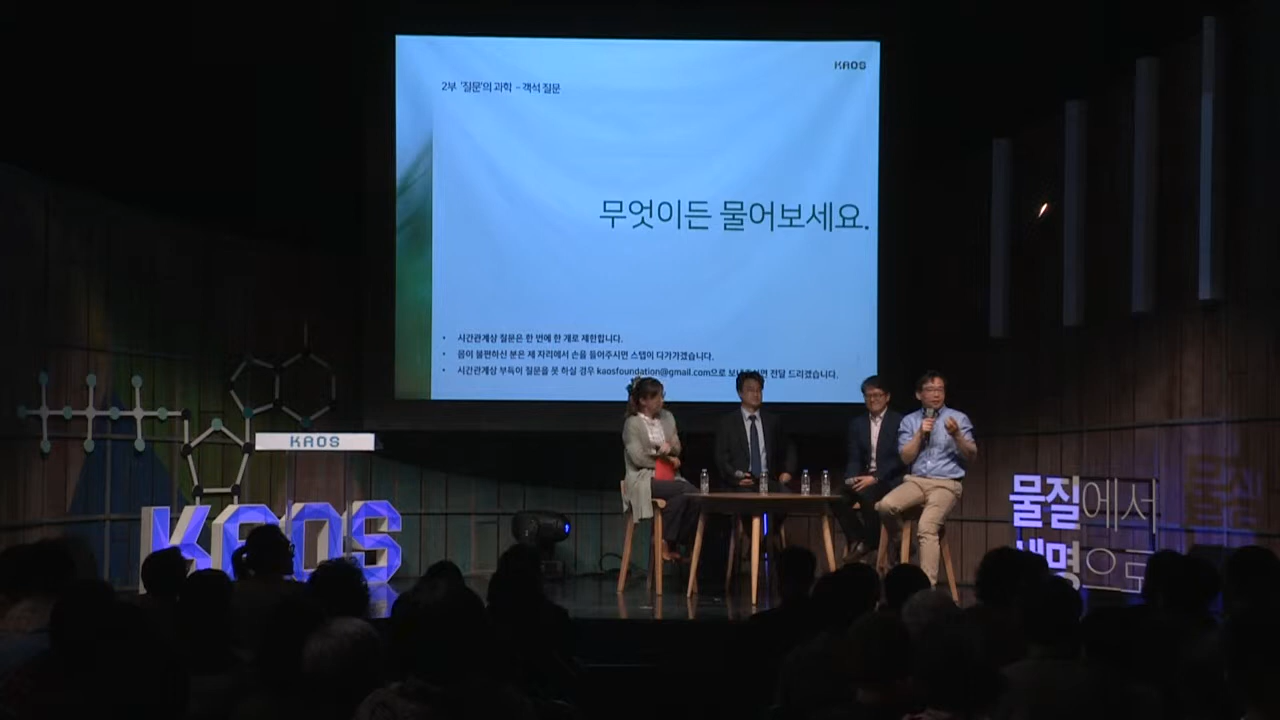 KAOS
2부 '질문'의 과학 - 객석 질문
무엇이든 물어보세요.
• 시간관계상 질문은 한 번에 한 개로 제한합니다.
• 몸이 불편하신 분은 제 자리에서 손을 들어주시면 스텝이 다가가겠습니다.
• 시간관계상 부득이 질문을 못 하실 경우 kaosfoundation@gmail.com으로 전달 드리겠습니다.
KAOS
KAOS
물질에서
생명으로